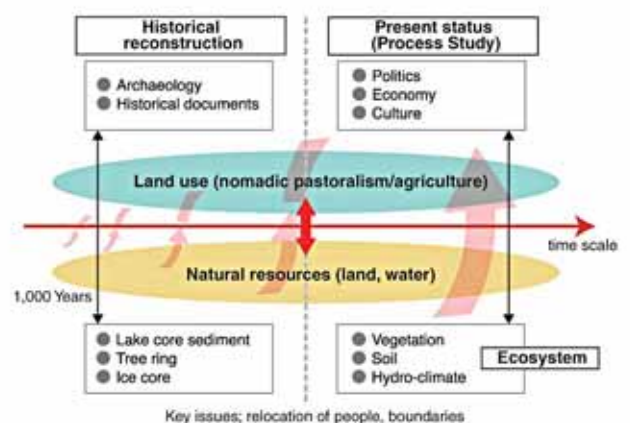 Historical
reconstruction
Present status
(Process Study)
Archaeology
Historical documents
Politics
Economy
Culture
Land use (nomadic pastoralism/agriculture)
time scale
Natural resources (land, water)
1,000 Years
Lake core sediment
Tree ring
Ice core
Vegetation
Soil
Hydro-climate
Ecosystem
Key issues; relocation of people, boundaries